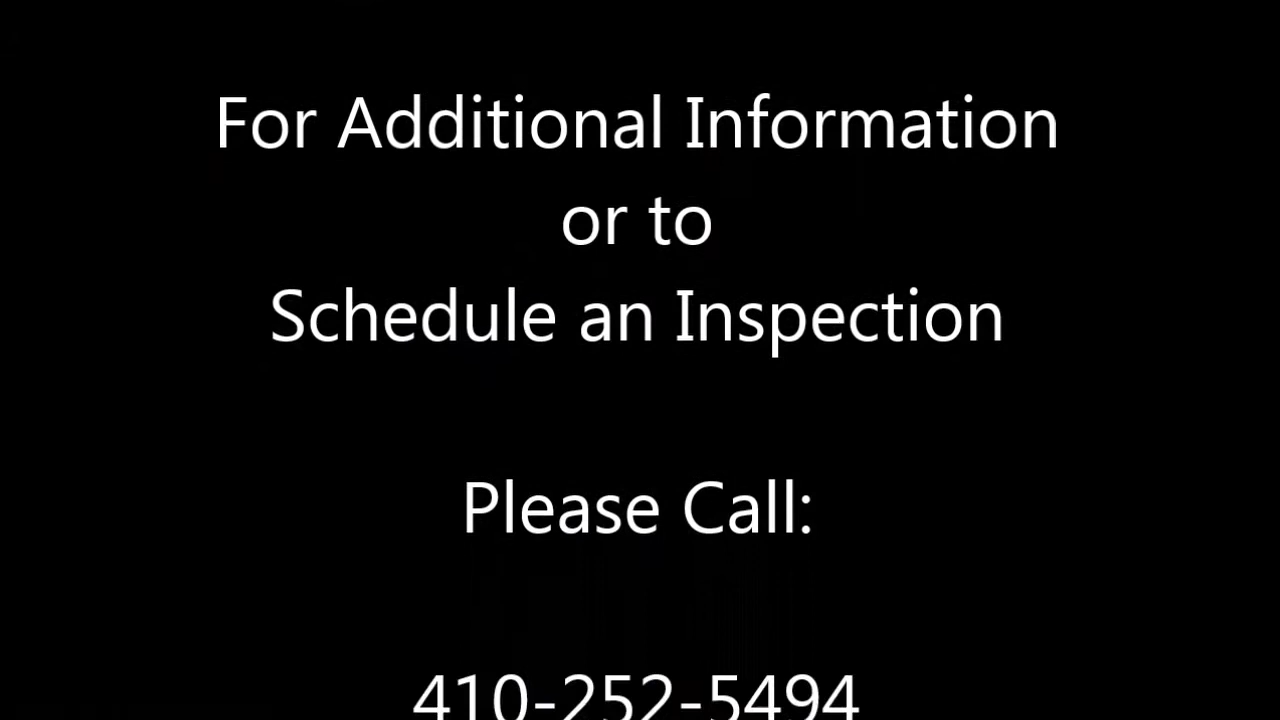 For Additional Information
or to
Schedule an Inspection
Please Call:
410-252-5494